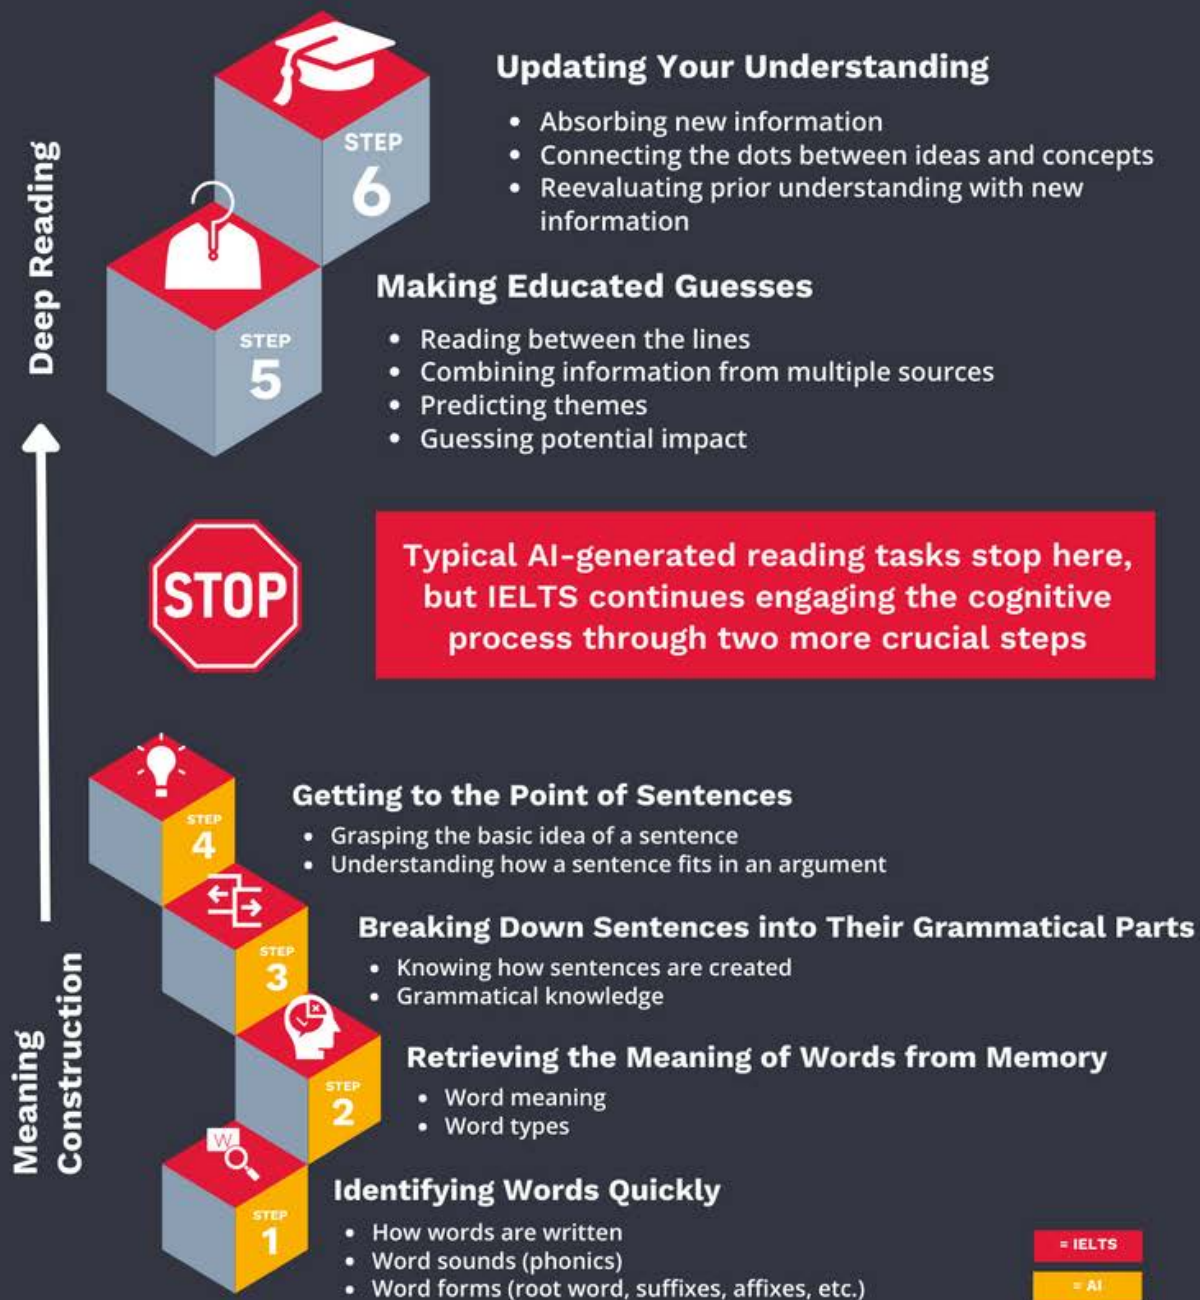 Updating Your Understanding
• Absorbing new information
• Connecting the dots between ideas and concepts
• Reevaluating prior understanding with new
information
STEP
6
Deep Reading
Making Educated Guesses
• Reading between the lines
• Combining information from multiple sources
• Predicting themes
• Guessing potential impact
STEP
5
STOP
Typical AI-generated reading tasks stop here,
but IELTS continues engaging the cognitive
process through two more crucial steps
Getting to the Point of Sentences
• Grasping the basic idea of a sentence
• Understanding how a sentence fits in an argument
STEP
4
Breaking Down Sentences into Their Grammatical Parts
• Knowing how sentences are created
• Grammatical knowledge
STEP
3
Meaning
Construction
Retrieving the Meaning of Words from Memory
• Word meaning
• Word types
STEP
2
W
Identifying Words Quickly
• How words are written
• Word sounds (phonics)
• Word forms (root word, suffixes, affixes, etc.)
STEP
1
= IELTS
= AI